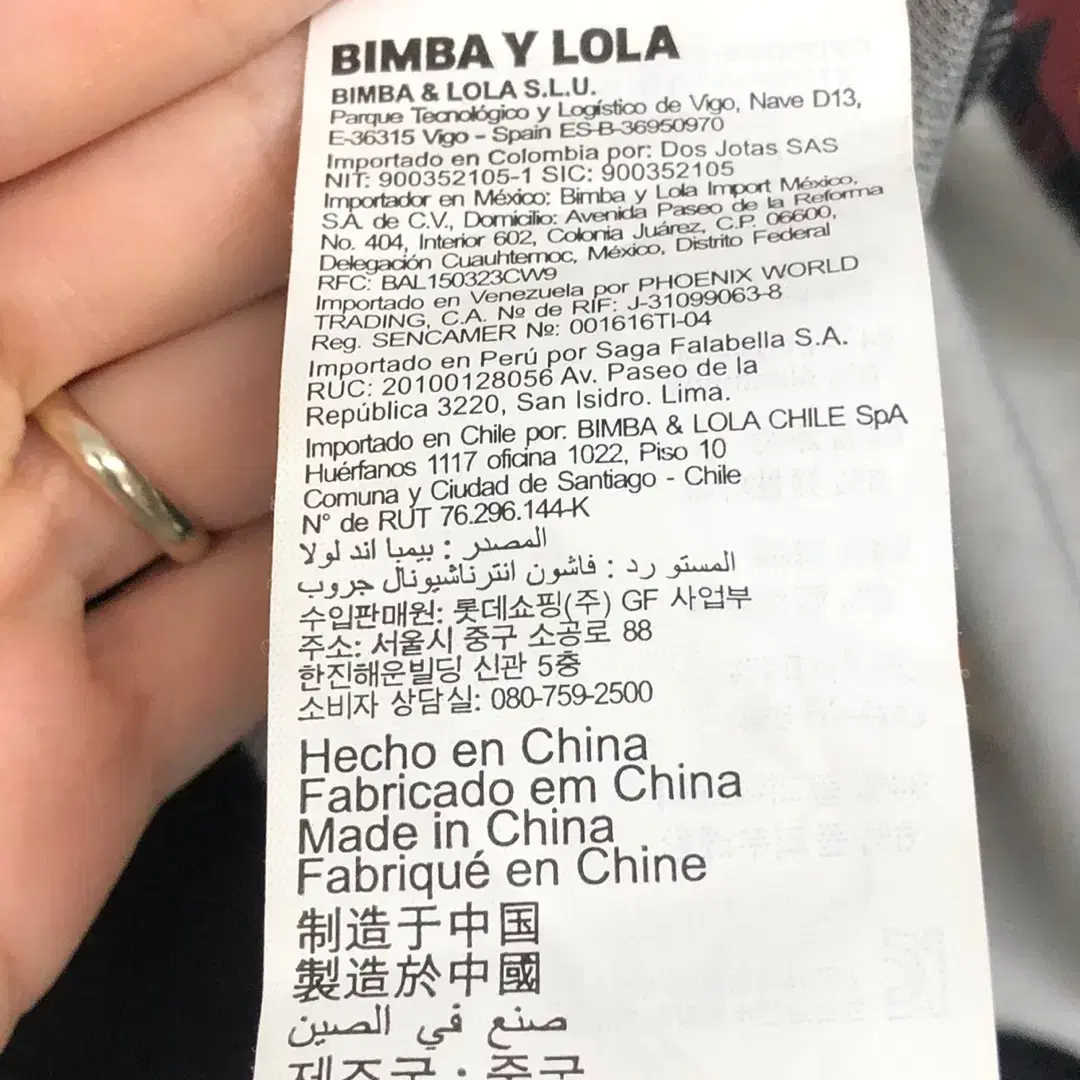 BIMBA Y LOLA
BIMBA & LOLA S.L.U.
Parque Tecnológico y Logístico de Vigo, Nave D13,
E-36315 Vigo - Spain ES-B-36950970
Importado en Colombia por: Dos Jotas SAS
NIT: 900352105-1 SIC: 900352105
Importador en México: Bimba y Lola Import México,
S.A. de C.V., Domicilio: Avenida Paseo de la Reforma
No. 404, Interior 602, Colonia Juárez, C.P. 06600,
Delegación Cuauhtemoc, México, Distrito Federal
RFC: BAL150323CW9
Importado en Venezuela por PHOENIX WORLD
TRADING, C.A. Nº de RIF: J-31099063-8
Reg. SENCAMER Nº: 001616TI-04
Importado en Perú por Saga Falabella S.A.
RUC: 20100128056 Av. Paseo de la
República 3220, San Isidro. Lima.
Importado en Chile por: BIMBA & LOLA CHILE SpA
Huérfanos 1117 oficina 1022, Piso 10
Comuna y Ciudad de Santiago - Chile
N° de RUT 76.296.144-K
المصدر : بيمبا اند لولا
المستو رد : فاشون انترناشيونال جروب
수입판매원: 롯데쇼핑(주) GF 사업부
주소: 서울시 중구 소공로 88
한진해운빌딩 신관 5층
소비자 상담실: 080-759-2500
Hecho en China
Fabricado em China
Made in China
Fabriqué en Chine
制造于中国
製造於中國
صنع في الصين
제조국 : 중국